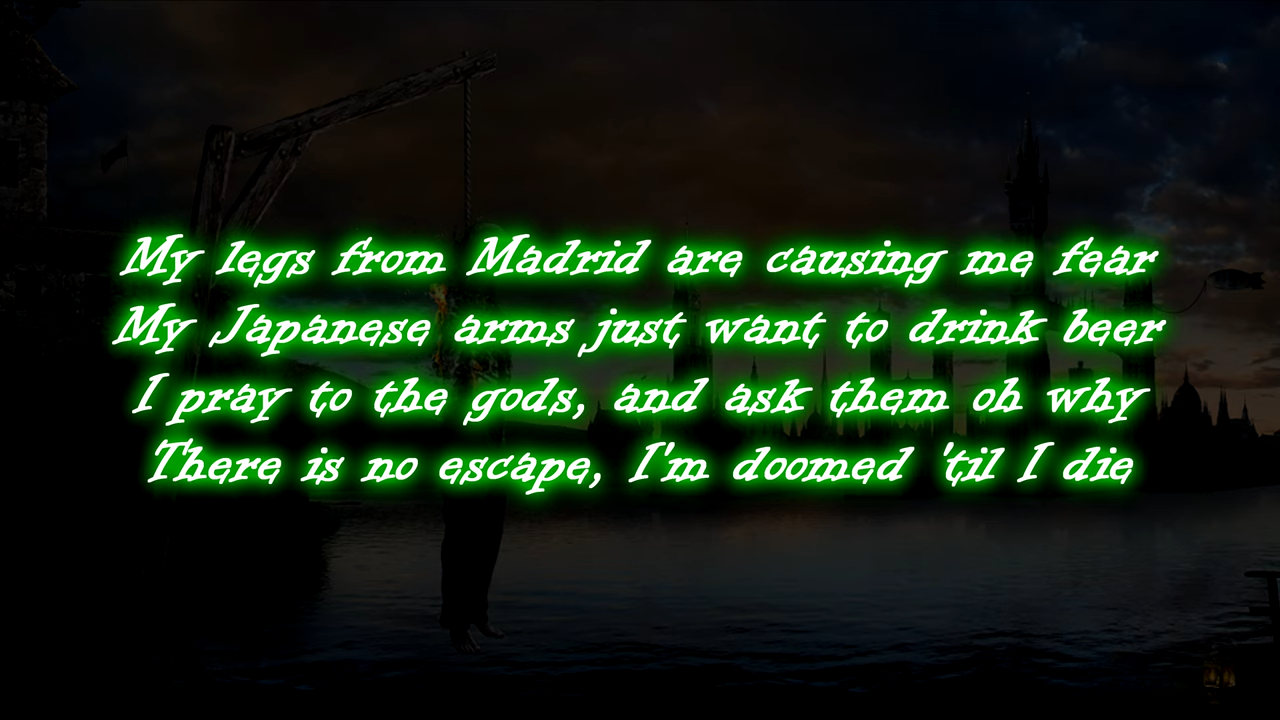 My legs from Madrid are causing me fear
My Japanese arms just want to drink beer
I pray to the gods, and ask them oh why
There is no escape, I'm doomed 'til I die